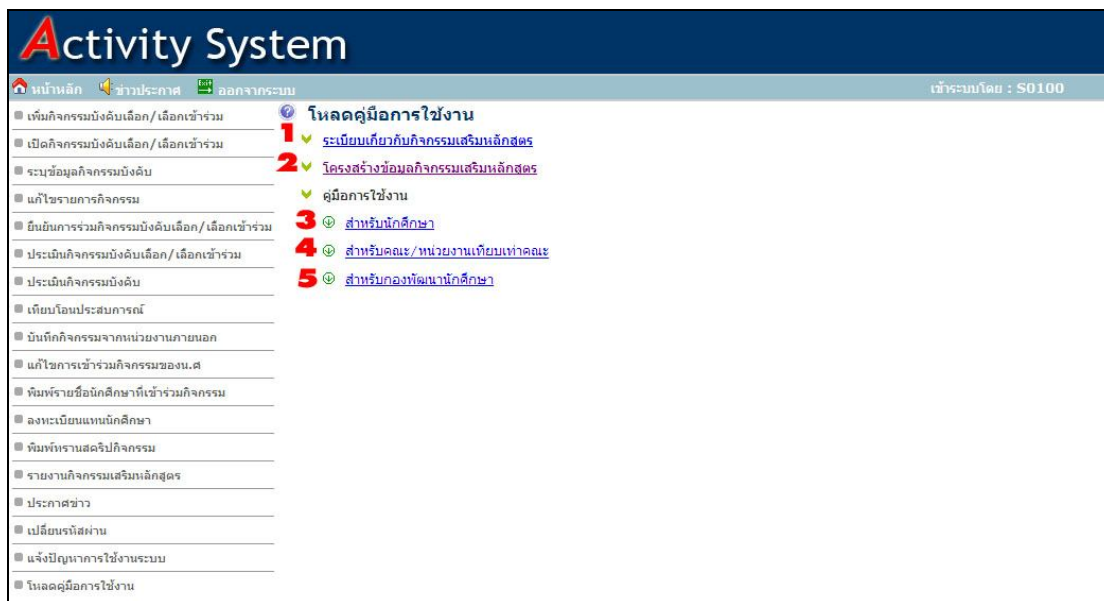 Activity System
หน้าหลัก ข่าวประกาศ Exit ออกจากระบบ เข้าระบบโดย : S0100
เพิ่มกิจกรรมบังคับเลือก/เลือกเข้าร่วม
เปิดกิจกรรมบังคับเลือก/เลือกเข้าร่วม
ระบุข้อมูลกิจกรรมบังคับ
แก้ไขรายการกิจกรรม
ยืนยันการร่วมกิจกรรมบังคับเลือก/เลือกเข้าร่วม
ประเมินกิจกรรมบังคับเลือก/เลือกเข้าร่วม
ประเมินกิจกรรมบังคับ
เทียบโอนประสบการณ์
บันทึกกิจกรรมจากหน่วยงานภายนอก
แก้ไขการเข้าร่วมกิจกรรมของน.ศ
พิมพ์รายชื่อนักศึกษาที่เข้าร่วมกิจกรรม
ลงทะเบียนแทนนักศึกษา
พิมพ์ทรานสคริปกิจกรรม
รายงานกิจกรรมเสริมหลักสูตร
ประกาศข่าว
เปลี่ยนรหัสผ่าน
แจ้งปัญหาการใช้งานระบบ
โหลดคู่มือการใช้งาน
? โหลดคู่มือการใช้งาน
1 ระเบียบเกี่ยวกับกิจกรรมเสริมหลักสูตร
2 โครงสร้างข้อมูลกิจกรรมเสริมหลักสูตร
คู่มือการใช้งาน
3 สำหรับนักศึกษา
4 สำหรับคณะ/หน่วยงานเทียบเท่าคณะ
5 สำหรับกองพัฒนานักศึกษา